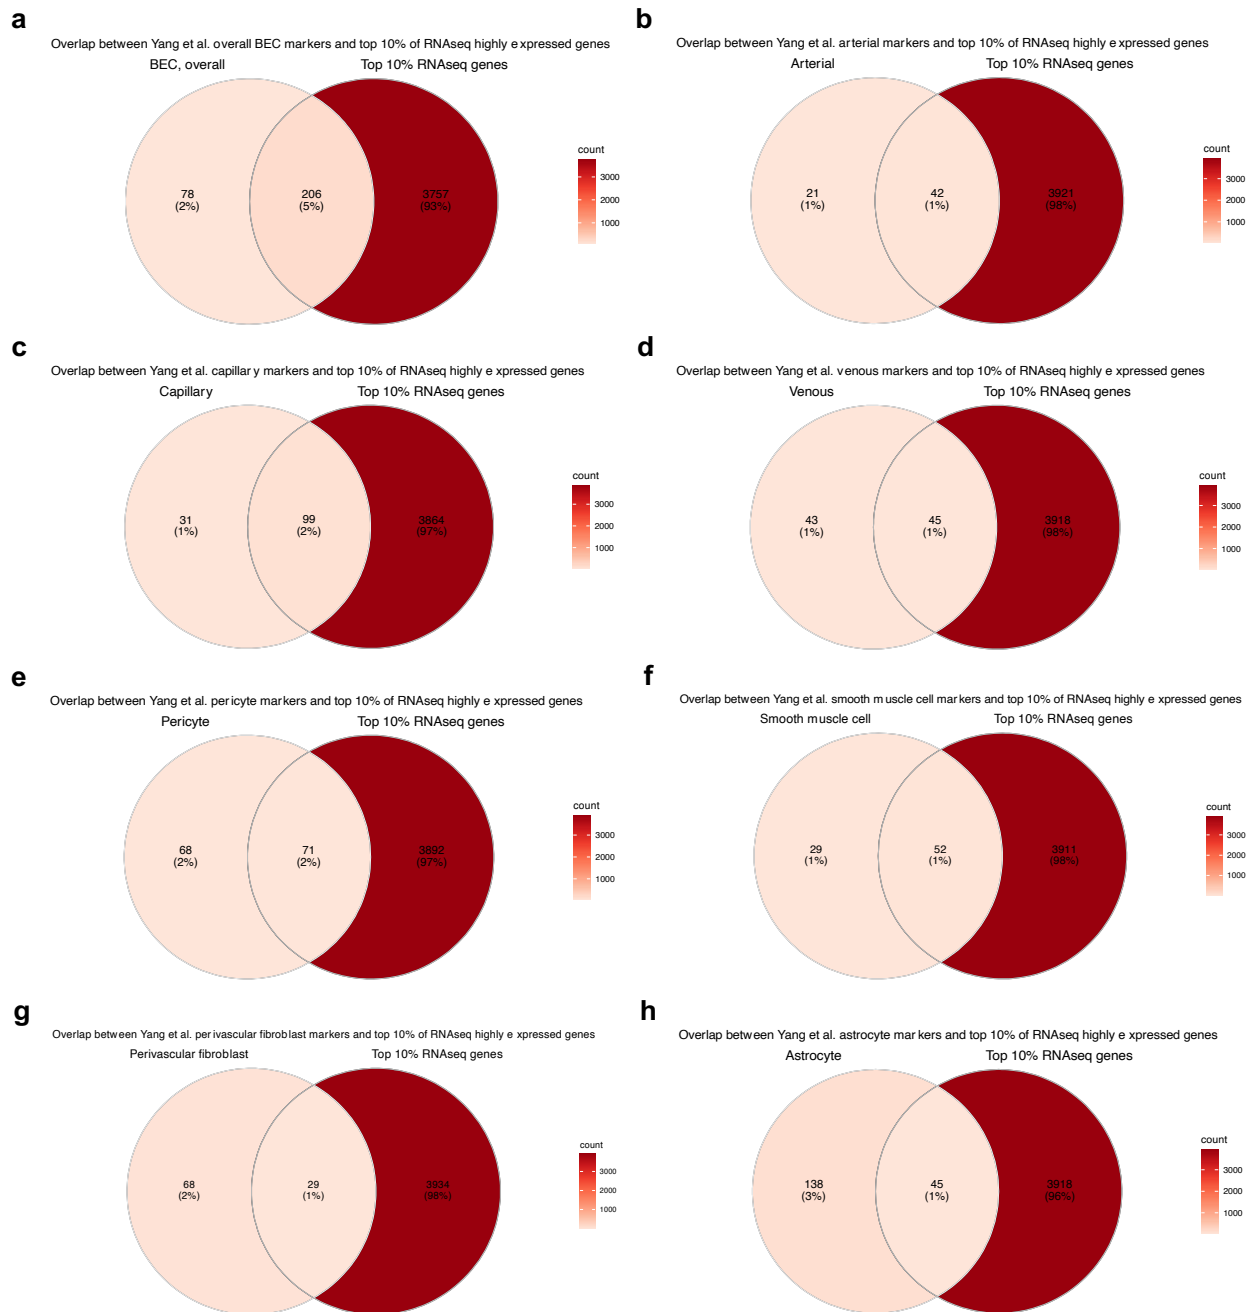 a
Overlap between Yang et al. overall BEC markers and top 10% of RNAseq highly expressed genes
BEC, overall
Top 10% RNAseq genes
78
(2%)
206
(5%)
3757
(93%)
count
3000
2000
1000
b
Overlap between Yang et al. arterial markers and top 10% of RNAseq highly expressed genes
Arterial
Top 10% RNAseq genes
21
(1%)
42
(1%)
3921
(98%)
count
3000
2000
1000
c
Overlap between Yang et al. capillary markers and top 10% of RNAseq highly expressed genes
Capillary
Top 10% RNAseq genes
31
(1%)
99
(2%)
3864
(97%)
count
3000
2000
1000
d
Overlap between Yang et al. venous markers and top 10% of RNAseq highly expressed genes
Venous
Top 10% RNAseq genes
43
(1%)
45
(1%)
3918
(98%)
count
3000
2000
1000
e
Overlap between Yang et al. pericyte markers and top 10% of RNAseq highly expressed genes
Pericyte
Top 10% RNAseq genes
68
(2%)
71
(2%)
3892
(97%)
count
3000
2000
1000
f
Overlap between Yang et al. smooth muscle cell markers and top 10% of RNAseq highly expressed genes
Smooth muscle cell
Top 10% RNAseq genes
29
(1%)
52
(1%)
3911
(98%)
count
3000
2000
1000
g
Overlap between Yang et al. perivascular fibroblast markers and top 10% of RNAseq highly expressed genes
Perivascular fibroblast
Top 10% RNAseq genes
68
(2%)
29
(1%)
3934
(98%)
count
3000
2000
1000
h
Overlap between Yang et al. astrocyte markers and top 10% of RNAseq highly expressed genes
Astrocyte
Top 10% RNAseq genes
138
(3%)
45
(1%)
3918
(96%)
count
3000
2000
1000